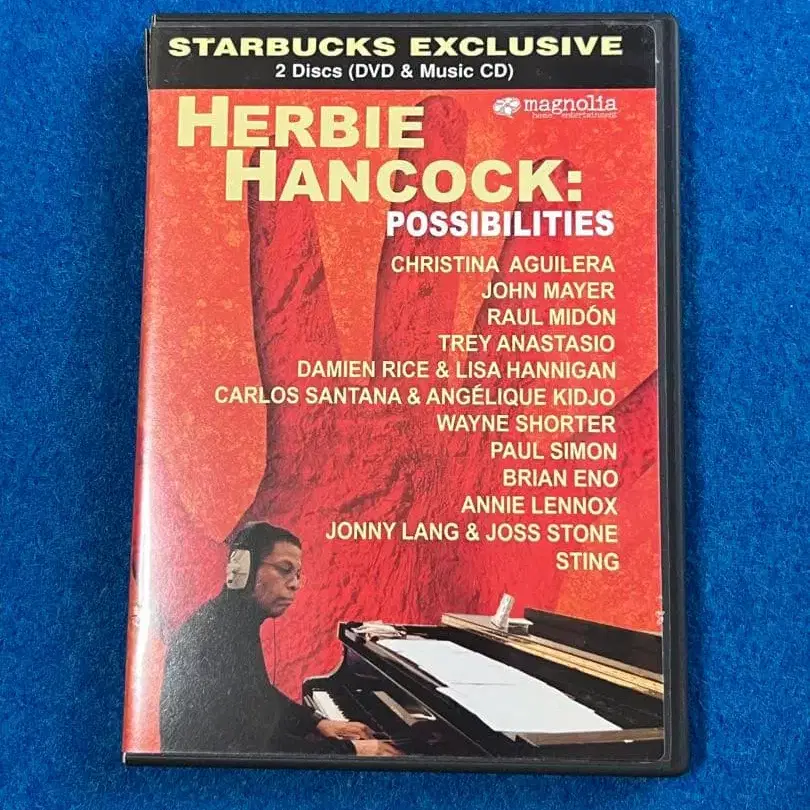 STARBUCKS EXCLUSIVE
2 Discs (DVD & Music CD)
magnolia
home entertainment
HERBIE
HANCOCK:
POSSIBILITIES
CHRISTINA AGUILERA
JOHN MAYER
RAUL MIDÓN
TREY ANASTASIO
DAMIEN RICE & LISA HANNIGAN
CARLOS SANTANA & ANGÉLIQUE KIDJO
WAYNE SHORTER
PAUL SIMON
BRIAN ENO
ANNIE LENNOX
JONNY LANG & JOSS STONE
STING